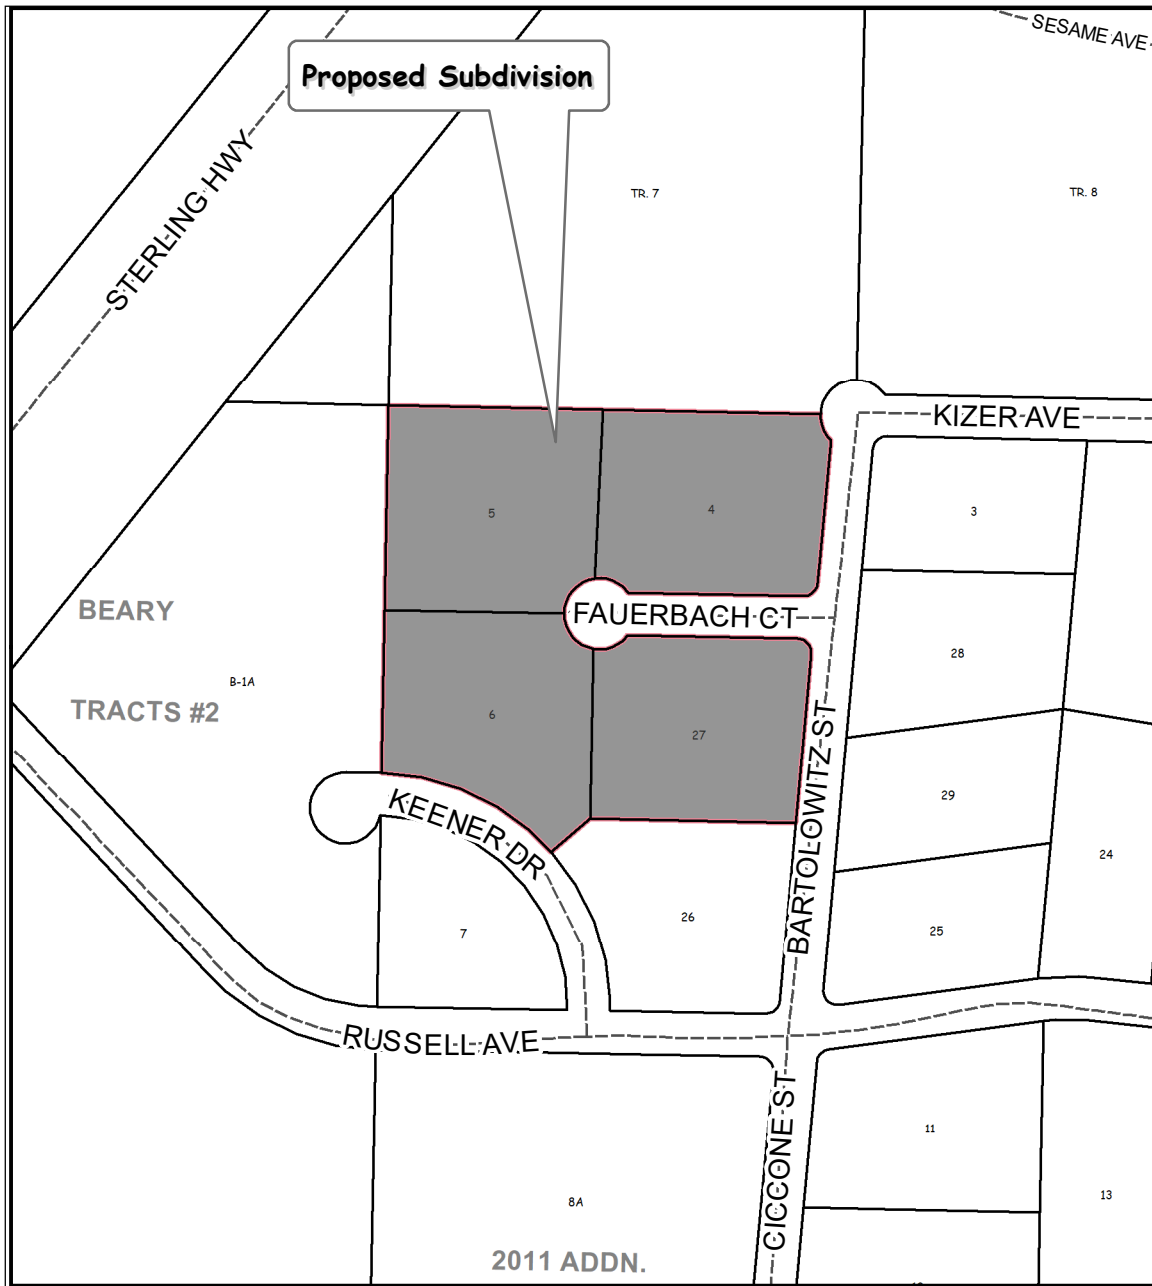 SESAME AVE
Proposed Subdivision
STERLING HWY
TR. 7
TR. 8
KIZER AVE
5
4
3
BEARY
FAUERBACH CT
28
B-1A
TRACTS #2
6
27
BARTOLOWITZ ST
29
KEENER DR
24
7
26
25
RUSSELL AVE
CICCONE ST
11
13
8A
2011 ADDN.